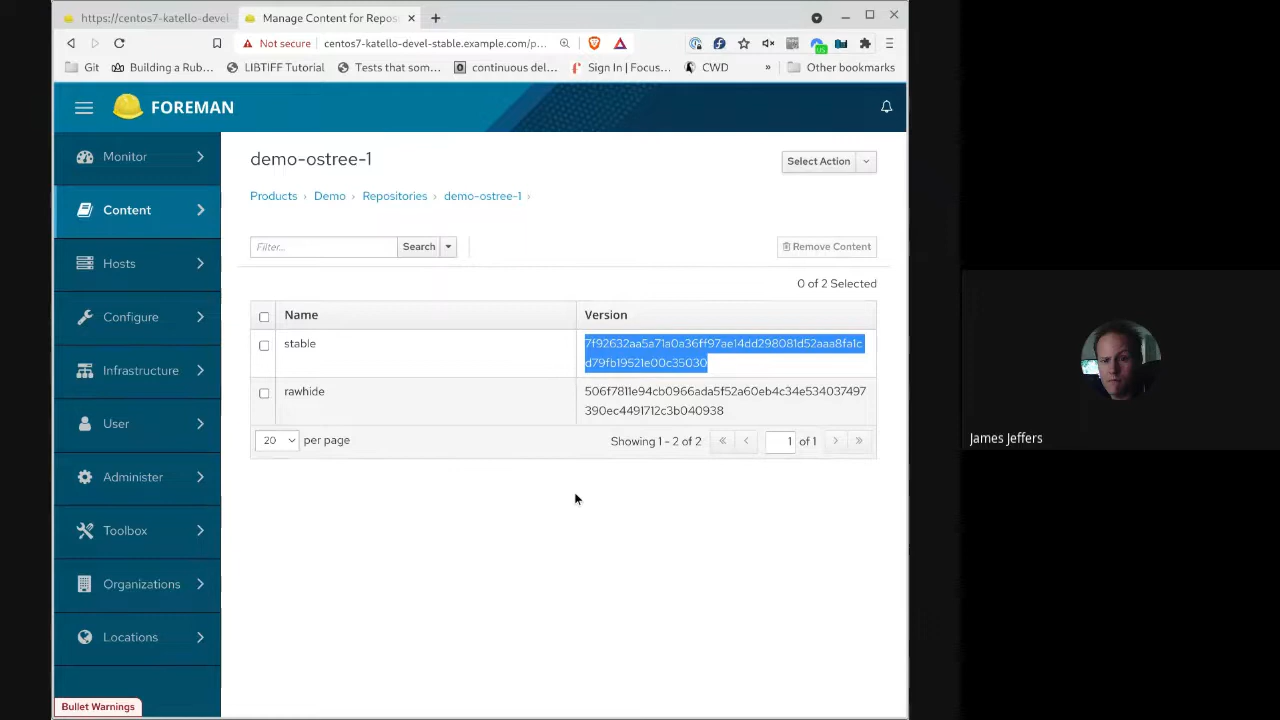 https://centos7-katello-devel
Manage Content for Repos
Not secure
centos7-katello-devel-stable.example.com/p...
Git
Building a Rub...
LIBTIFF Tutorial
Tests that som...
continuous del...
Sign In | Focus...
CWD
»
Other bookmarks
FOREMAN
Monitor
Content
Hosts
Configure
Infrastructure
User
Administer
Toolbox
Organizations
Locations
Bullet Warnings
demo-ostree-1
Select Action
Products › Demo › Repositories › demo-ostree-1 ›
Filter...
Search
Remove Content
0 of 2 Selected
Name Version
stable 7f92632aa5a71a0a36ff97ae14dd298081d52aaa8fa1c
d79fb19521e00c35030
rawhide 506f7811e94cb0966ada5f52a60eb4c34e534037497
390ec4491712c3b040938
20 per page Showing 1 - 2 of 2 « ‹ 1 of 1 › »
James Jeffers